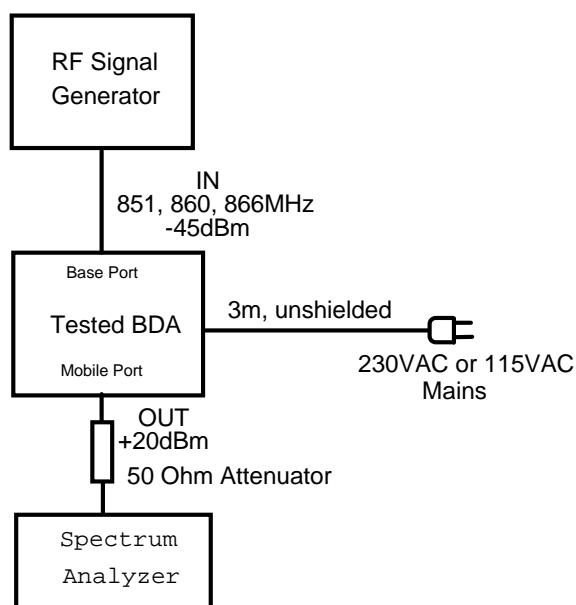 RF Signal
Generator
IN
851, 860, 866MHz
-45dBm
Base Port
Tested BDA
3m, unshielded
Mobile Port
230VAC or 115VAC
Mains
OUT
+20dBm
50 Ohm Attenuator
Spectrum
Analyzer